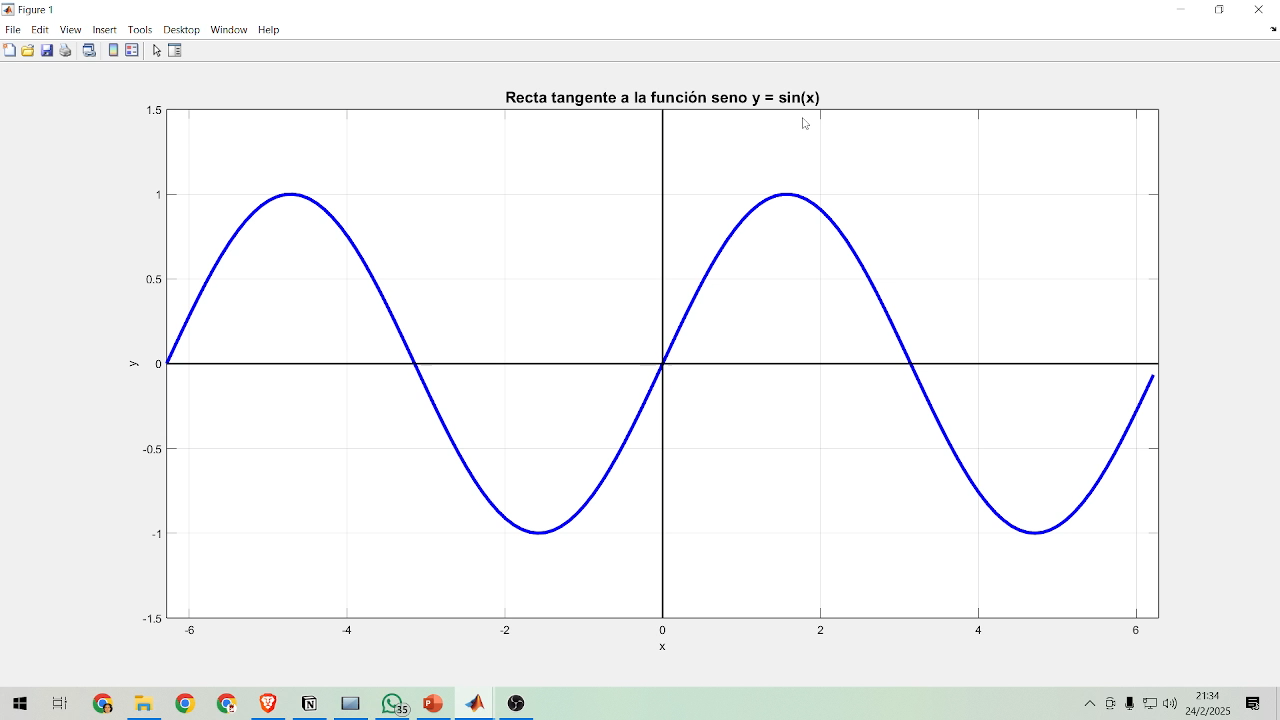 Figure 1
File Edit View Insert Tools Desktop Window Help
Recta tangente a la función seno y = sin(x)
1.5
1
0.5
0
-0.5
-1
-1.5
y
-6 -4 -2 0 2 4 6
x
35
21:34
24/2/2025